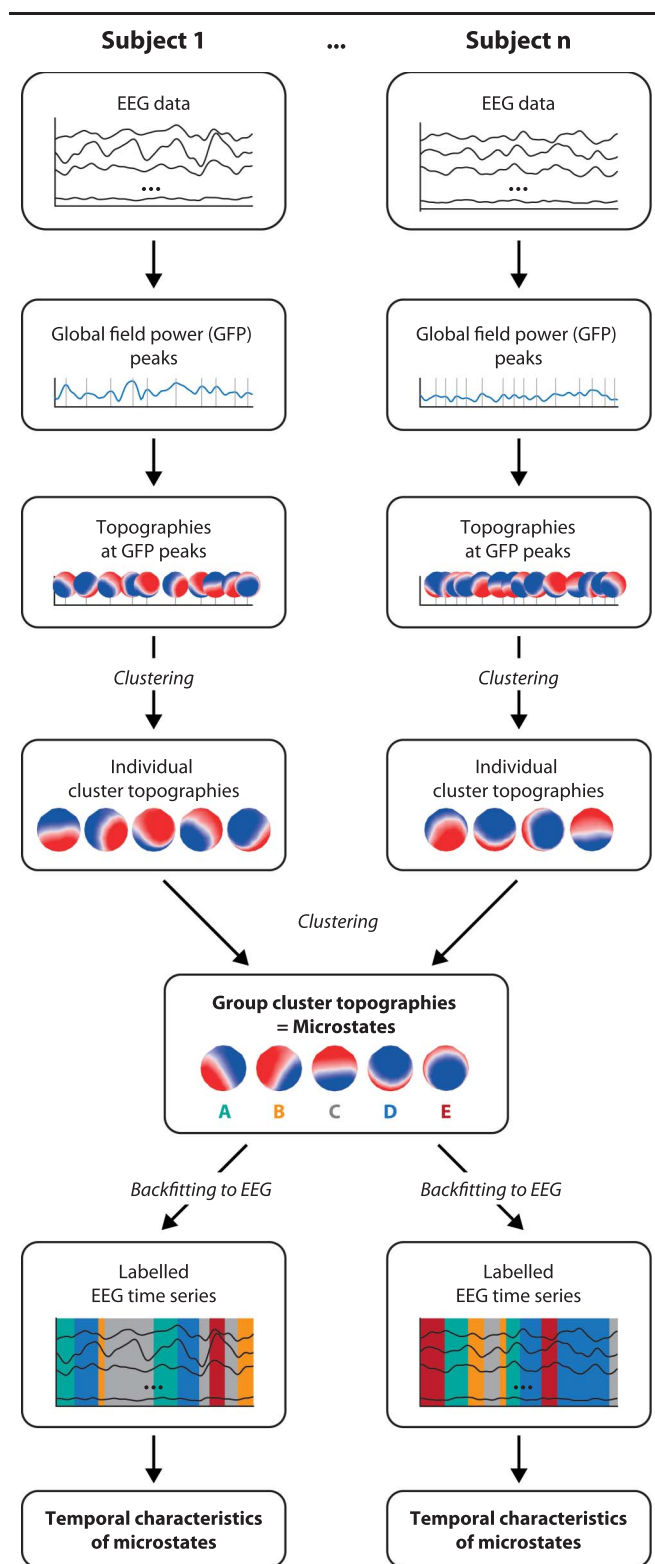 Subject 1 ... Subject n
EEG data
...
EEG data
...
Global field power (GFP)
peaks
Global field power (GFP)
peaks
Topographies
at GFP peaks
Topographies
at GFP peaks
Clustering
Clustering
Individual
cluster topographies
Individual
cluster topographies
Clustering
Group cluster topographies
= Microstates
A B C D E
Backfitting to EEG
Backfitting to EEG
Labelled
EEG time series
...
Labelled
EEG time series
...
Temporal characteristics
of microstates
Temporal characteristics
of microstates